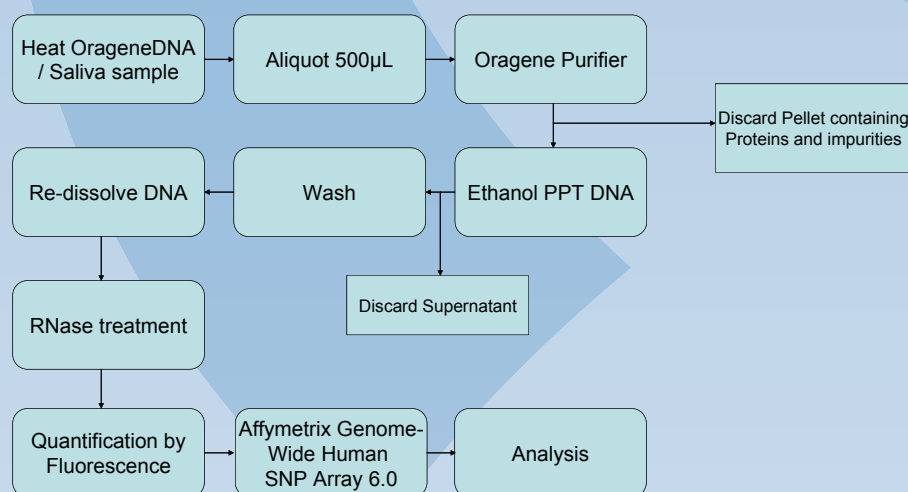 Heat OrageneDNA
/ Saliva sample
Aliquot 500µL
Oragene Purifier
Discard Pellet containing
Proteins and impurities
Ethanol PPT DNA
Wash
Re-dissolve DNA
Discard Supernatant
RNase treatment
Quantification by
Fluorescence
Affymetrix Genome-
Wide Human
SNP Array 6.0
Analysis